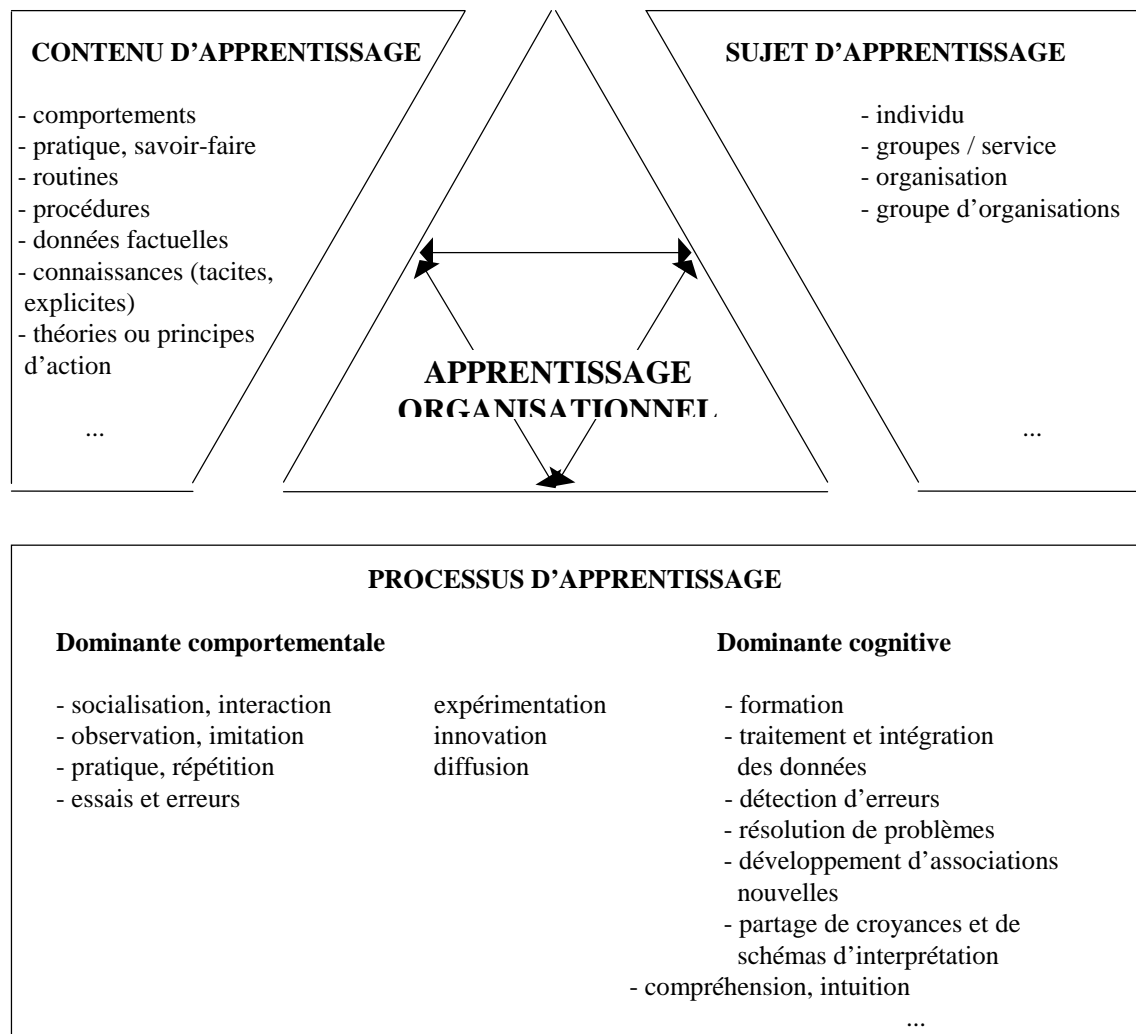 CONTENU D’APPRENTISSAGE
- comportements
- pratique, savoir-faire
- routines
- procédures
- données factuelles
- connaissances (tacites,
explicites)
- théories ou principes
d’action
...
SUJET D’APPRENTISSAGE
- individu
- groupes / service
- organisation
- groupe d’organisations
...
APPRENTISSAGE
ORGANISATIONNEL
PROCESSUS D’APPRENTISSAGE
Dominante comportementale
- socialisation, interaction
- observation, imitation
- pratique, répétition
- essais et erreurs
expérimentation
innovation
diffusion
Dominante cognitive
- formation
- traitement et intégration
des données
- détection d’erreurs
- résolution de problèmes
- développement d’associations
nouvelles
- partage de croyances et de
schémas d’interprétation
- compréhension, intuition
...